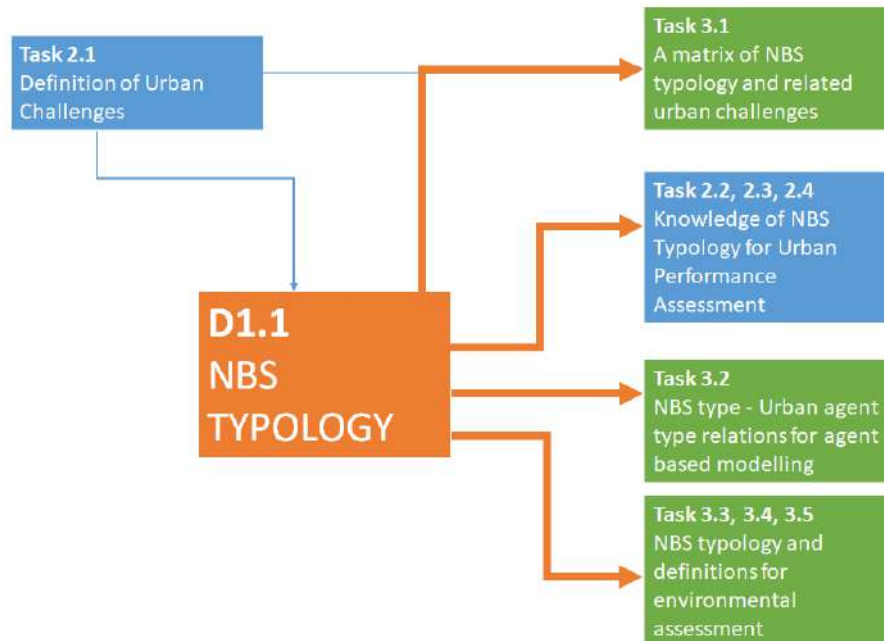 Task 2.1
Definition of Urban
Challenges
D1.1
NBS
TYPOLOGY
Task 3.1
A matrix of NBS
typology and related
urban challenges
Task 2.2, 2.3, 2.4
Knowledge of NBS
Typology for Urban
Performance
Assessment
Task 3.2
NBS type - Urban agent
type relations for agent
based modelling
Task 3.3, 3.4, 3.5
NBS typology and
definitions for
environmental
assessment